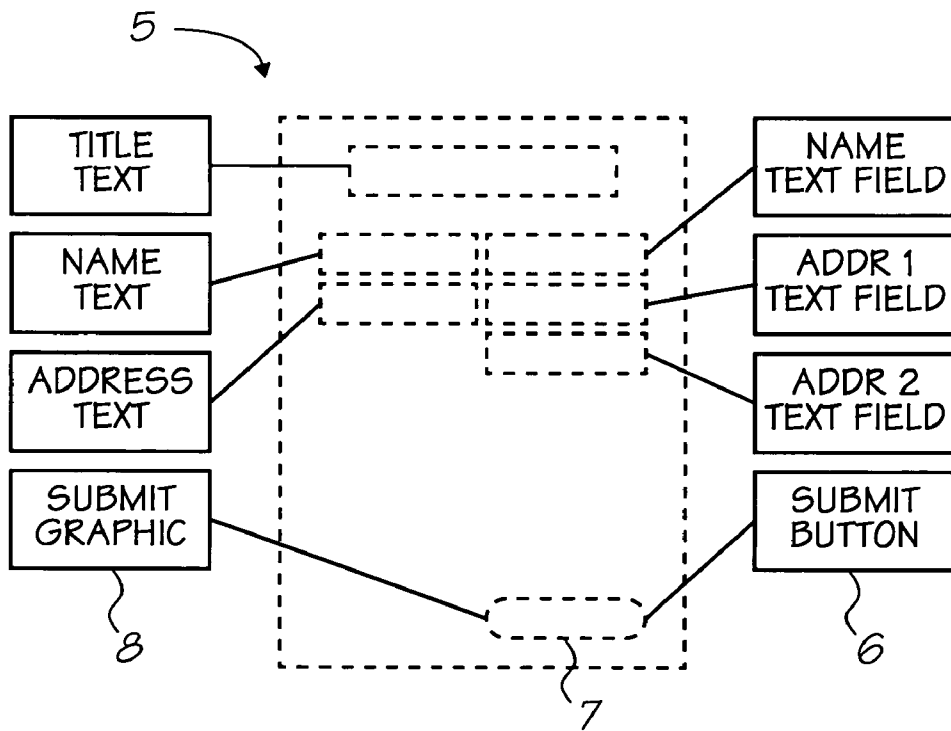 5
TITLE
TEXT
NAME
TEXT
ADDRESS
TEXT
SUBMIT
GRAPHIC
8
NAME
TEXT FIELD
ADDR 1
TEXT FIELD
ADDR 2
TEXT FIELD
SUBMIT
BUTTON
6
7